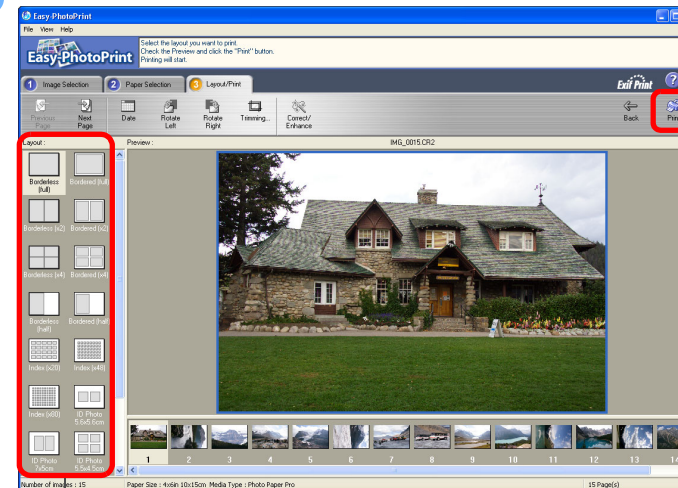 Easy-PhotoPrint
File View Help
Easy-PhotoPrint
Select the layout you want to print.
Check the Preview and click the "Print" button.
Printing will start.
1 Image Selection 2 Paper Selection 3 Layout/Print
Exif Print ?
Previous Page
Next Page
Date
Rotate Left
Rotate Right
Trimming...
Correct/Enhance
Back
Print
Layout :
Preview :
IMG_0015.CR2
Borderless (full)
Bordered (full)
Borderless (x2) Bordered (x2)
Borderless (x4) Bordered (x4)
Borderless (half)
Bordered (half)
Index (x20) Index (x48)
Index (x80)
ID Photo 5.6x5.6cm
ID Photo 7x5cm
ID Photo 5.5x4.5cm
1 2 3 4 5 6 7 8 9 10 11 12 13 14
Number of images : 15
Paper Size : 4x6in 10x15cm Media Type : Photo Paper Pro
15 Page(s)